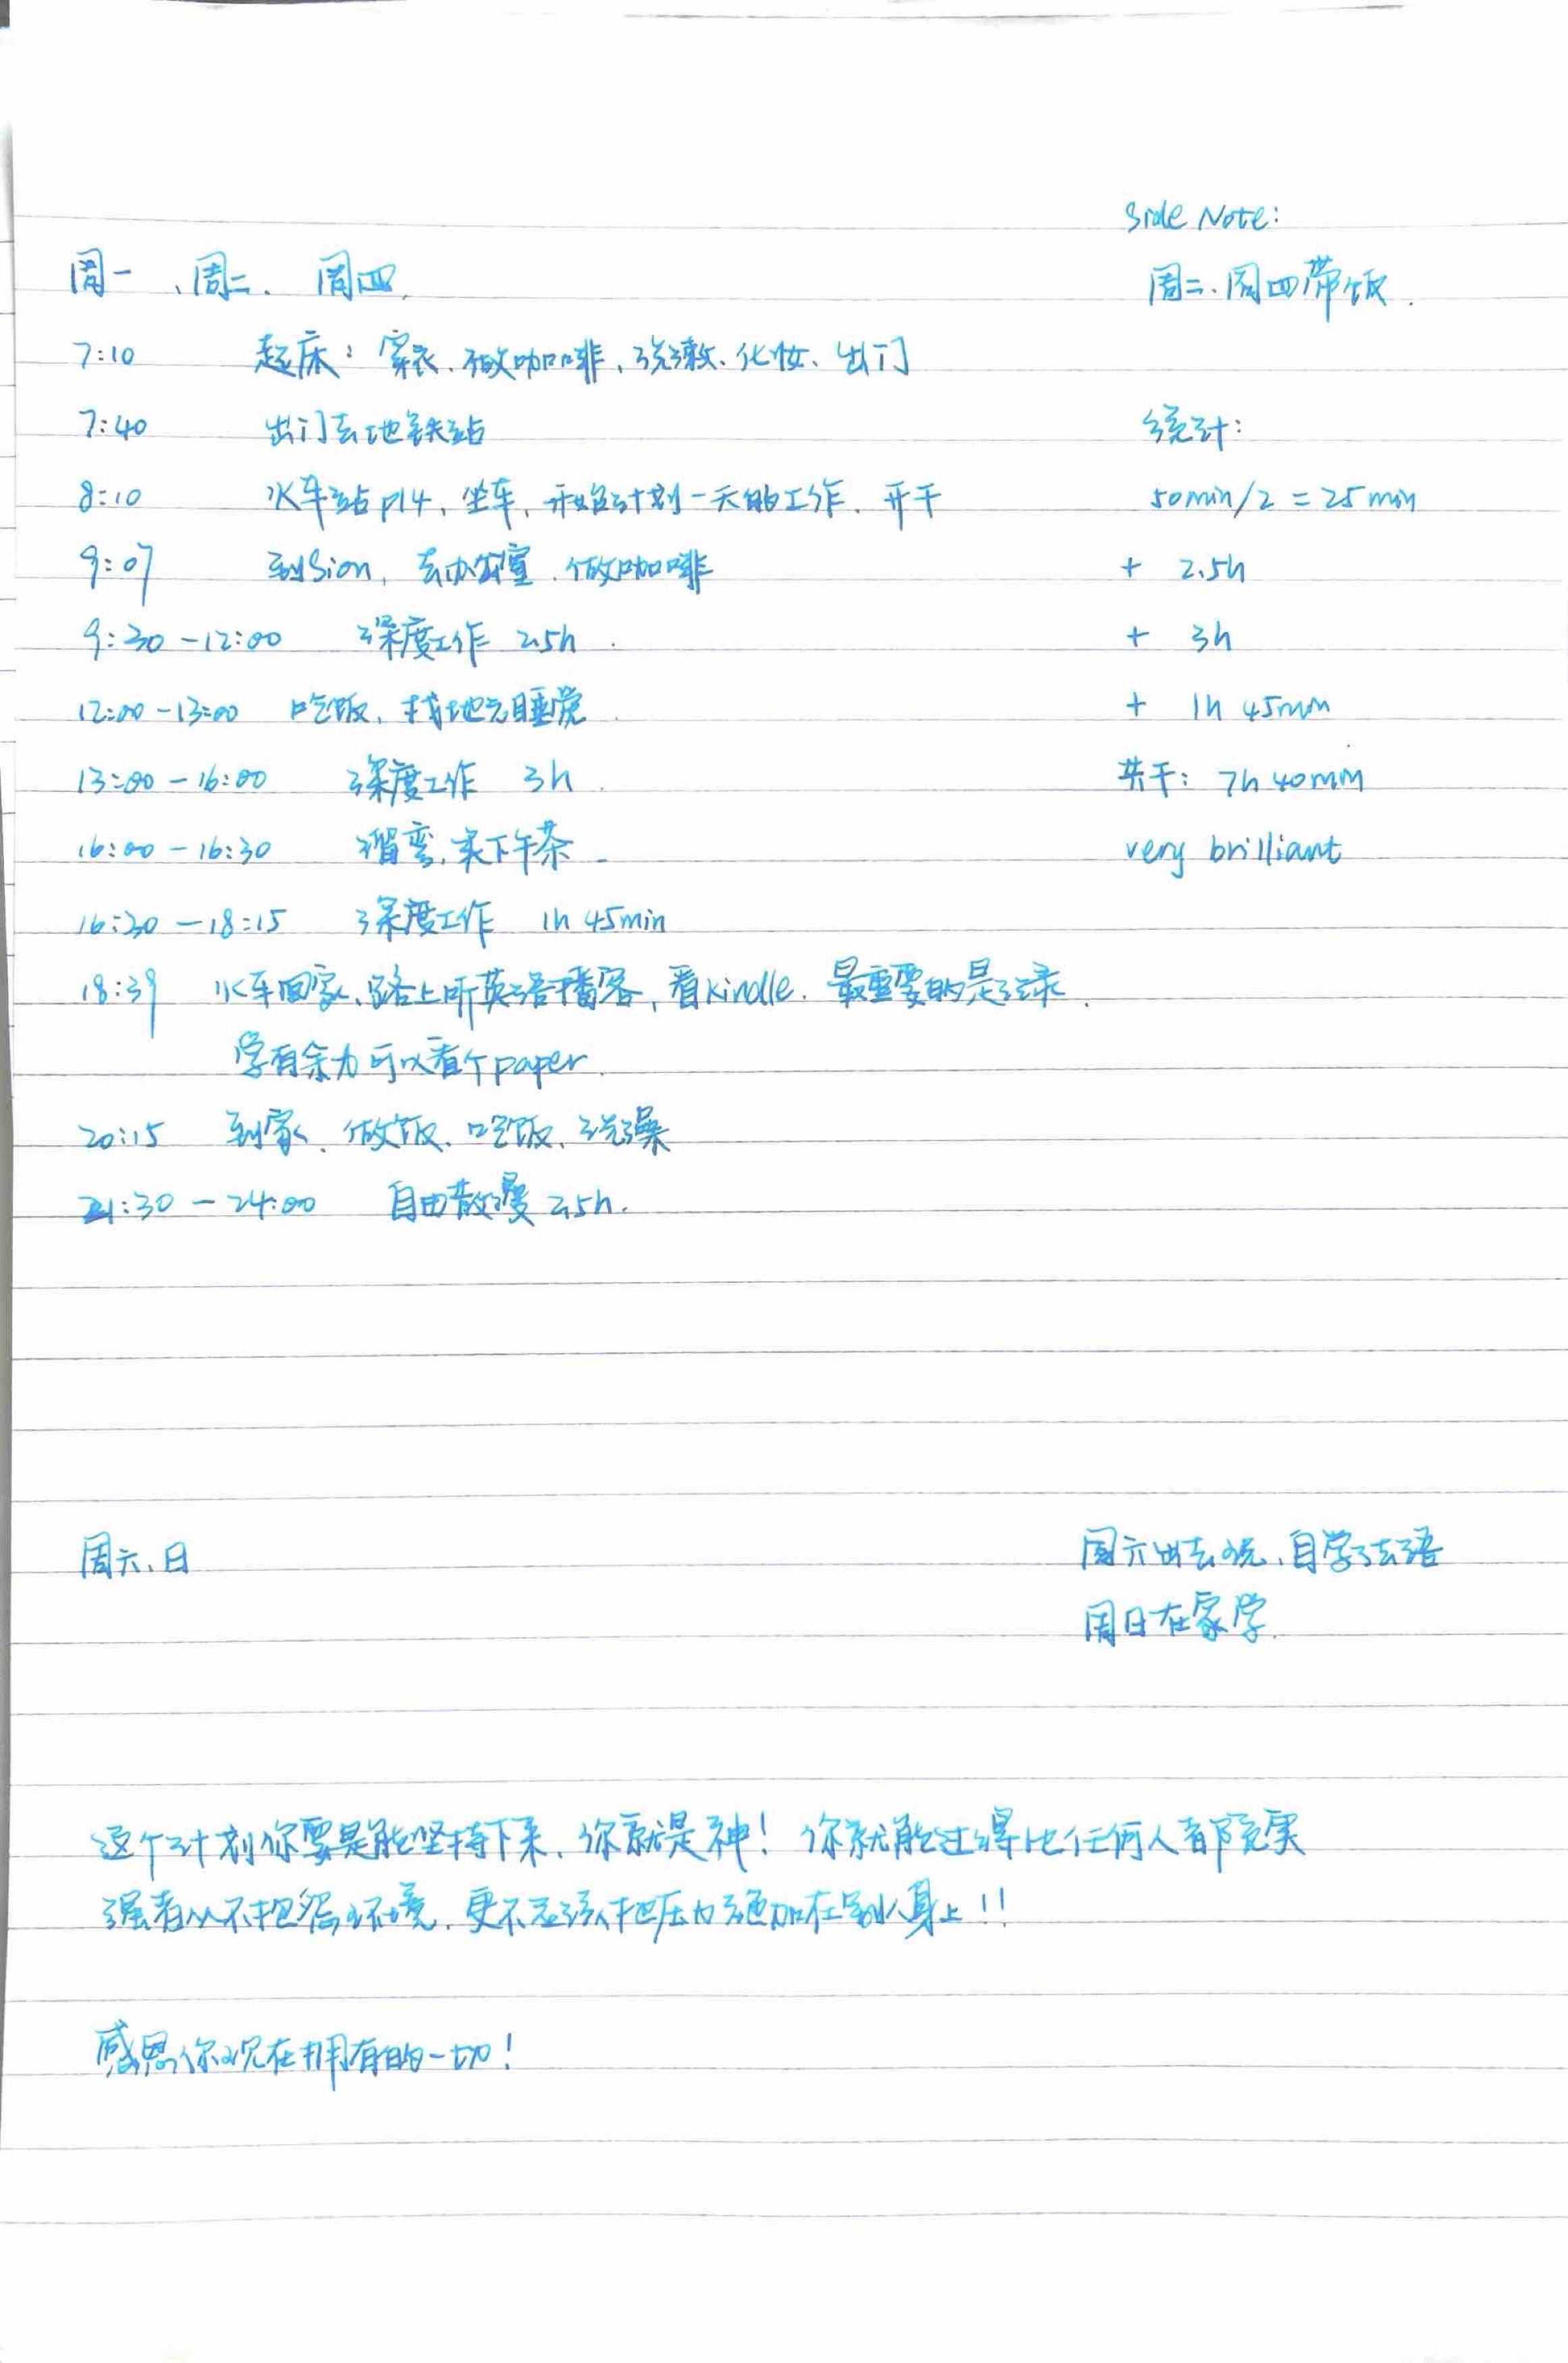 Side Note:
周一、周二、周四.
周二、周四带饭.
7:10 起床：穿衣、做咖啡、洗漱、化妆、出门
7:40 出门去地铁站
统计：
8:10 火车站 p14, 坐车, 开始计划一天的工作. 开干
50min/2 = 25 min
9:07 到Sion, 去办公室. 做咖啡
+ 2.5h
9:30 - 12:00 深度工作 2.5h.
+ 3h
12:00 - 13:00 吃饭, 找地方睡觉
+ 1h 45min
13:00 - 16:00 深度工作 3h.
共干: 7h 40min
16:00 - 16:30 遛弯, 来下午茶
very brilliant
16:30 - 18:15 深度工作 1h 45min
18:39 火车回家、路上听英语播客, 看kindle. 最重要的是
学有余力可以看个paper.
20:15 到家、做饭、吃饭、洗澡
21:30 - 24:00 自由散漫 2.5h.
周六、日
周六出去玩、自学法语
周日在家学.
这个计划你要是能坚持下来, 你就是神! 你就能过得比任何人都充实
强者从不抱怨环境, 更不应该把压力施加在别人身上!!
感恩你现在拥有的一切!